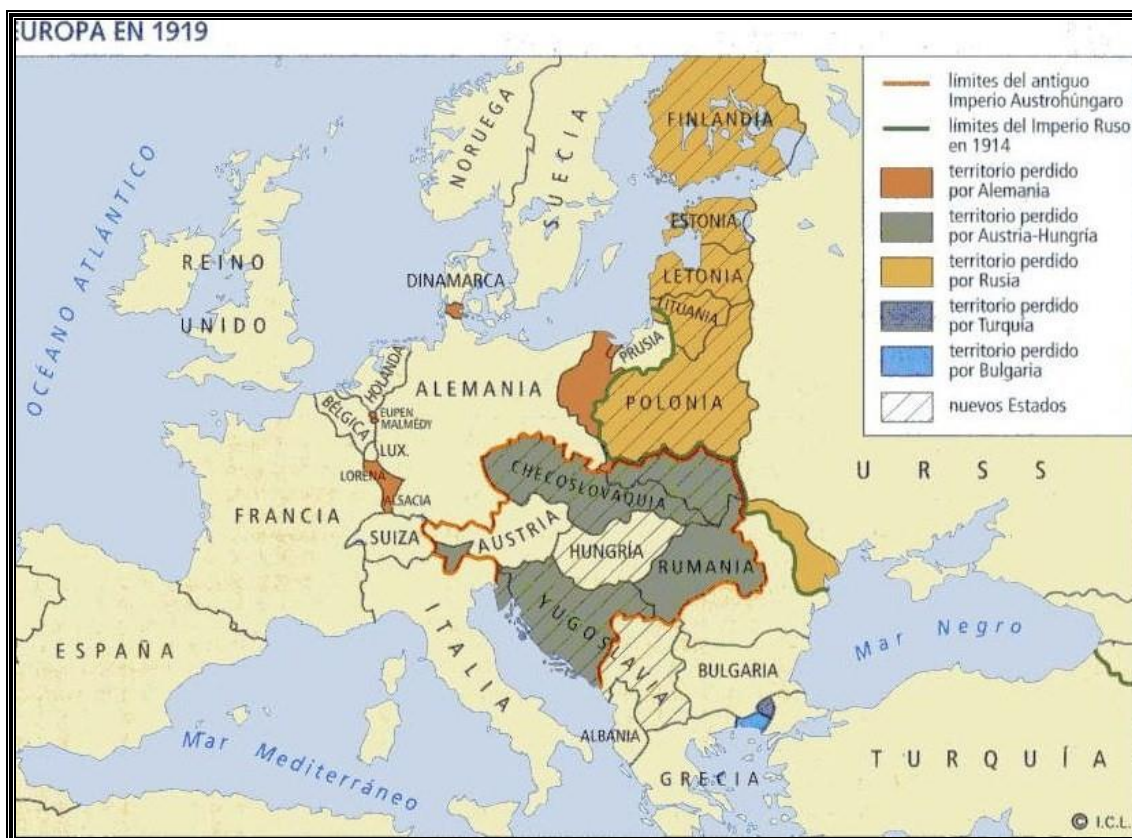 EUROPA EN 1919
límites del antiguo
Imperio Austrohúngaro
límites del Imperio Ruso
en 1914
territorio perdido
por Alemania
territorio perdido
por Austria-Hungría
territorio perdido
por Rusia
territorio perdido
por Turquía
territorio perdido
por Bulgaria
nuevos Estados
OCÉANO ATLÁNTICO
NORUEGA
SUECIA
FINLANDIA
ESTONIA
LETONIA
LITUANIA
REINO
UNIDO
DINAMARCA
PRUSIA
HOLANDA
ALEMANIA
POLONIA
BÉLGICA
EUPEN
MALMÉDY
LUX.
LORENA
ALSACIA
CHECOSLOVAQUIA
URSS
FRANCIA
SUIZA
AUSTRIA
HUNGRÍA
RUMANIA
ITALIA
YUGOSLAVIA
Mar Negro
ESPAÑA
BULGARIA
ALBANIA
Mar Mediterráneo
GRECIA
TURQUÍA
© I.C.L.